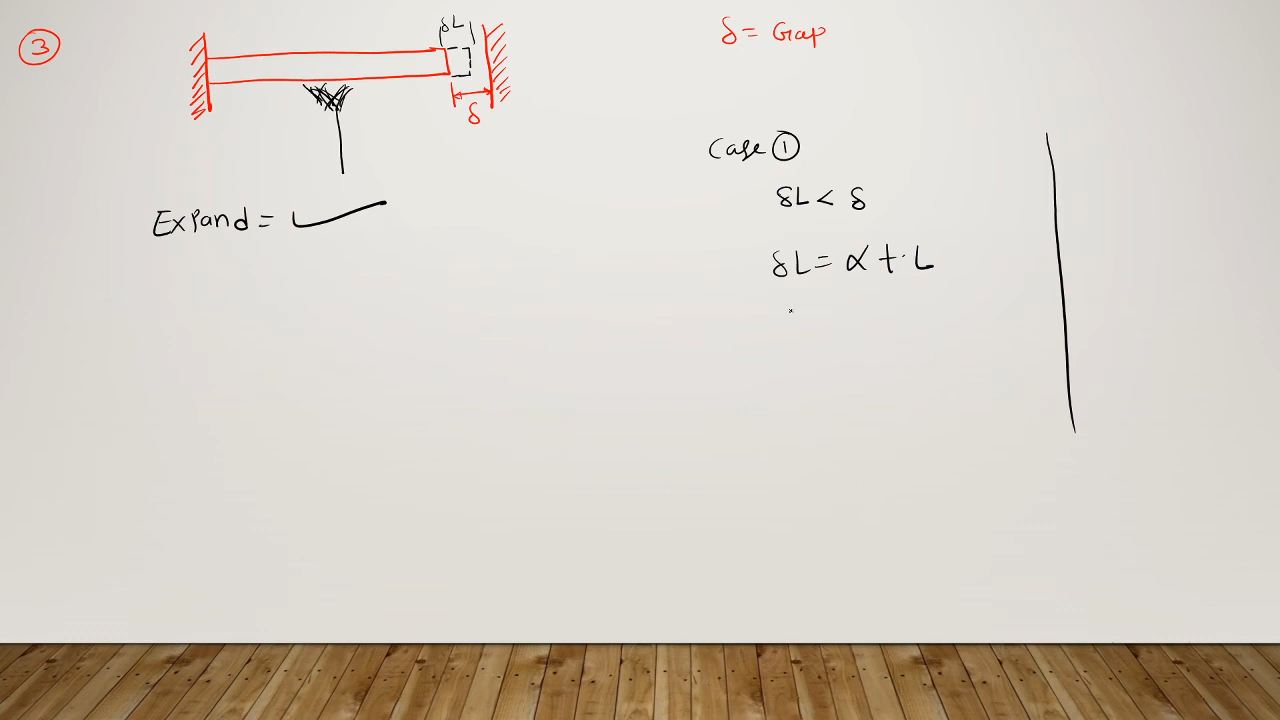 3
δL
δ = Gap
δ
Case 1
δL < δ
Expand =
δL = α t · L